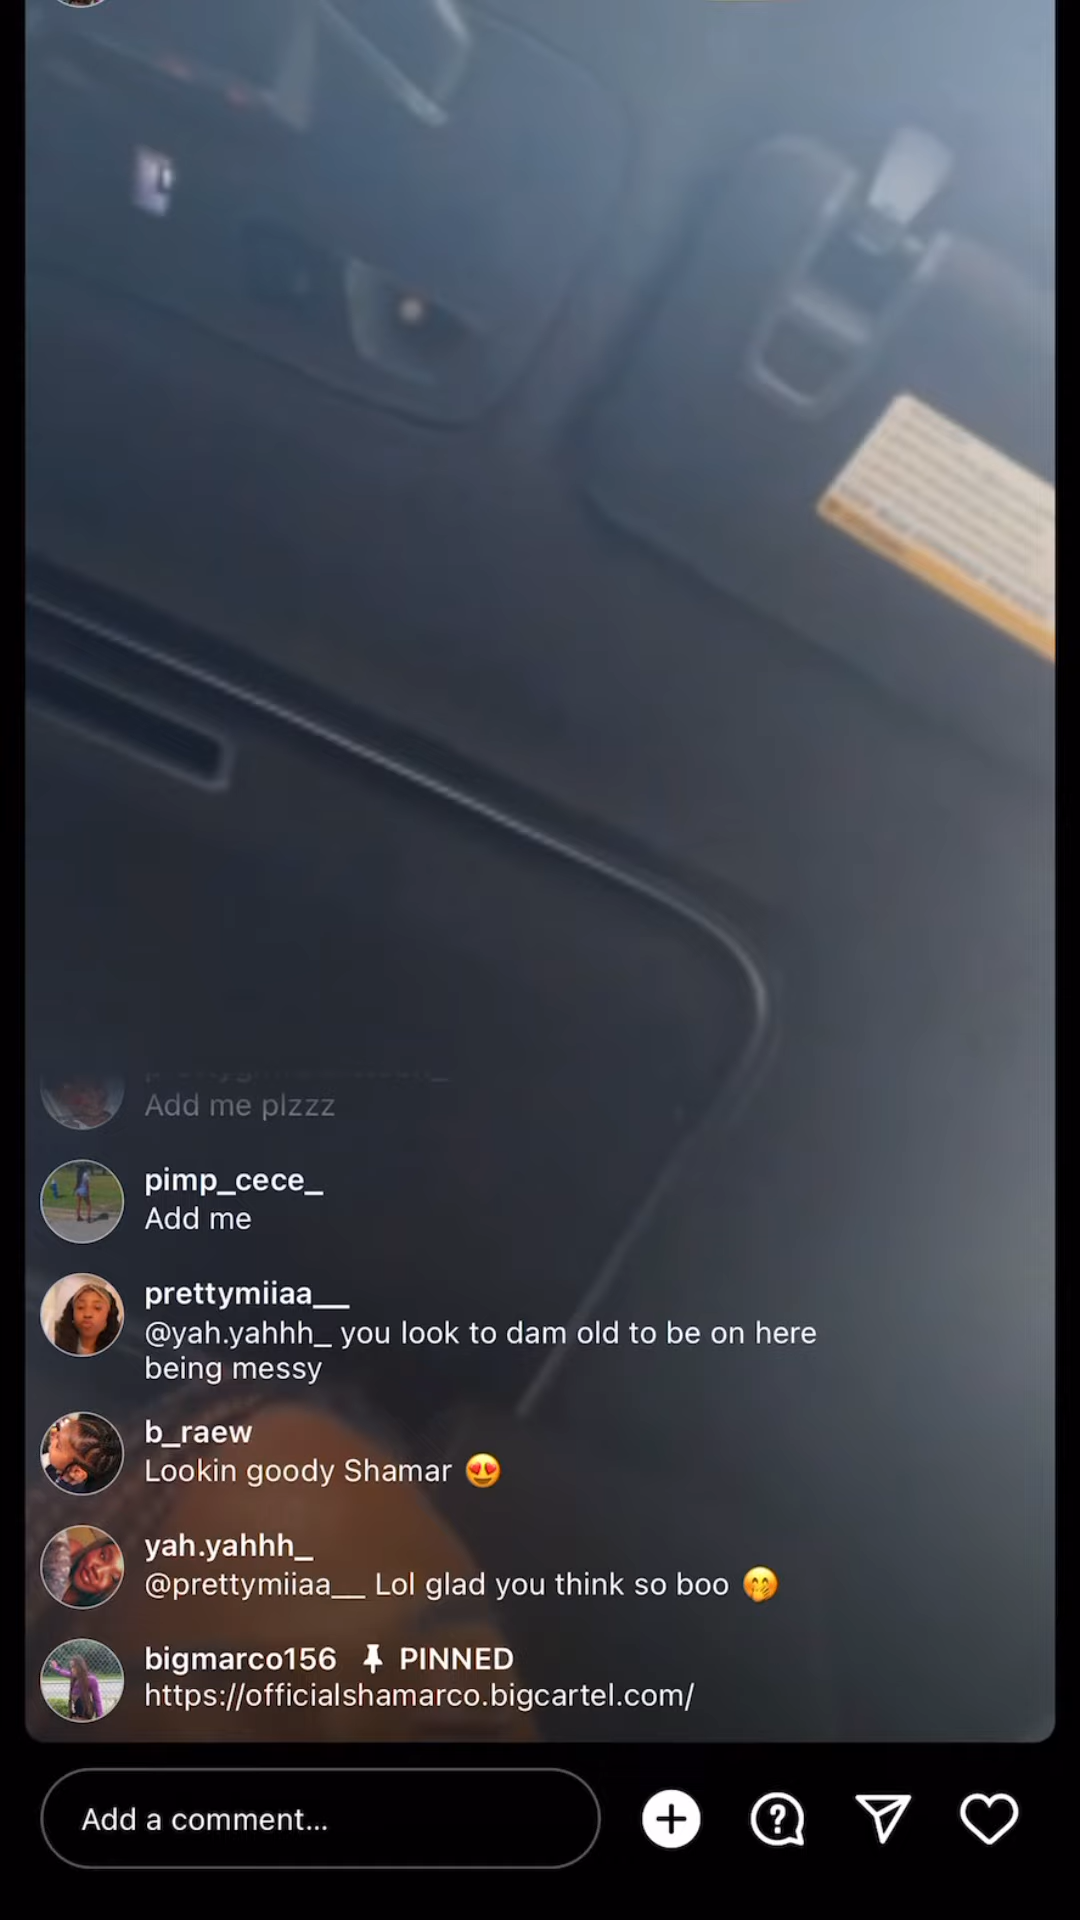 Add me plzzz
pimp_cece_
Add me
prettymiiaa__
@yah.yahhh_ you look to dam old to be on here
being messy
b_raew
Lookin goody Shamar 😍
yah.yahhh_
@prettymiiaa__ Lol glad you think so boo 🤭
bigmarco156 📌 PINNED
https://officialshamarco.bigcartel.com/
Add a comment...